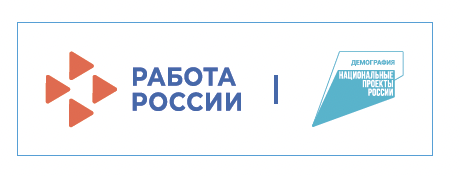 РАБОТА
РОССИИ
ДЕМОГРАФИЯ
НАЦИОНАЛЬНЫЕ
ПРОЕКТЫ
РОССИИ